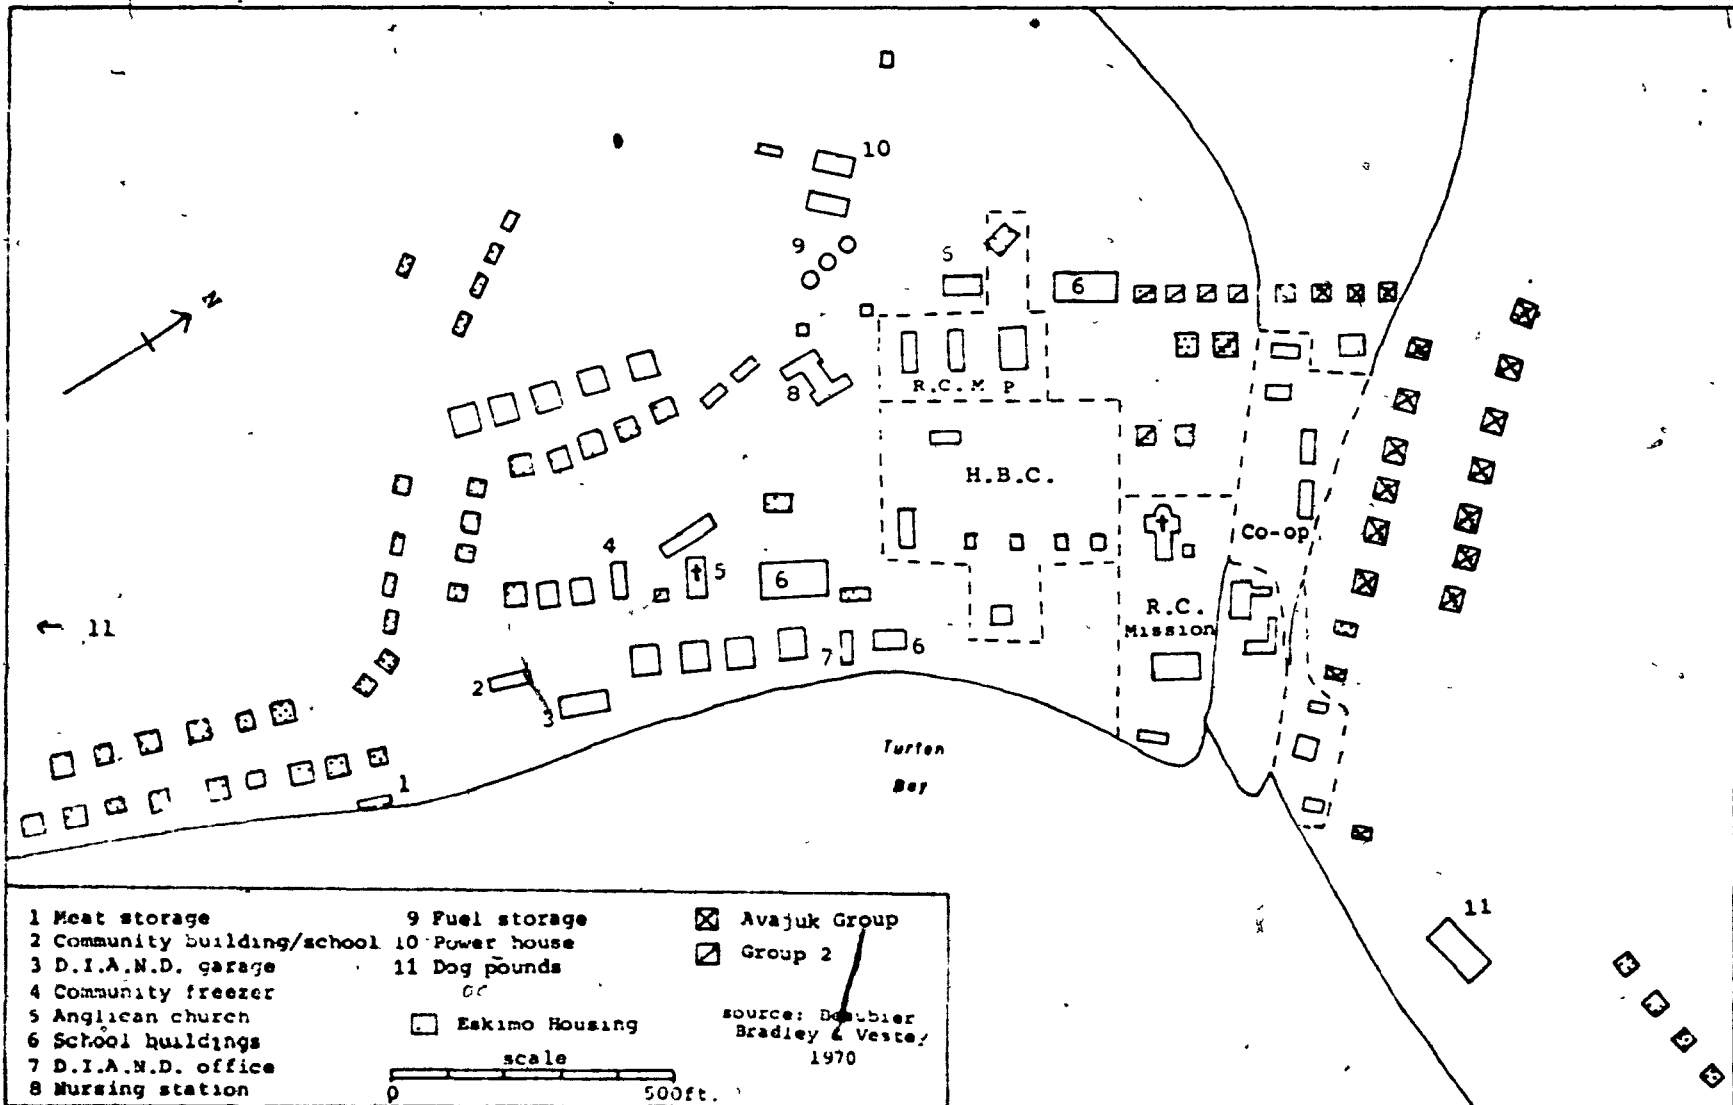 10
9
S
6
N
8
R.C.M P
H.B.C.
4
5
6
Co-op
R.C.
Mission
11
7
6
2
3
1
Turton
Bay
11
1 Meat storage
2 Community building/school
3 D.I.A.N.D. garage
4 Community freezer
5 Anglican church
6 School buildings
7 D.I.A.N.D. office
8 Nursing station
9 Fuel storage
10 Power house
11 Dog pounds
Eskimo Housing
scale
0 500ft.
Avajuk Group
Group 2
source:
Bradley & Vestey
1970